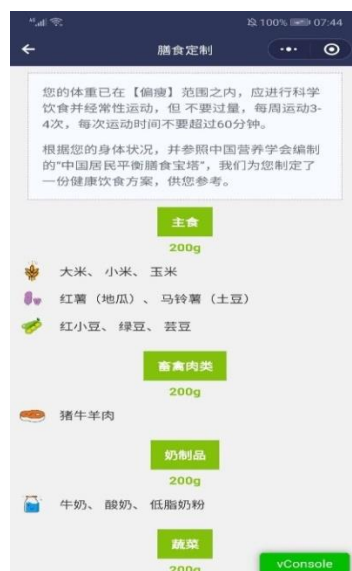 100% 07:44
膳食定制
您的体重已在【偏瘦】范围之内，应进行科学
饮食并经常性运动，但 不要过量，每周运动3-
4次，每次运动时间不要超过60分钟。
根据您的身体状况，并参照中国营养学会编制
的“中国居民平衡膳食宝塔”，我们为您制定了
一份健康饮食方案，供您参考。
主食
200g
大米、 小米、 玉米
红薯（地瓜）、 马铃薯（土豆）
红小豆、 绿豆、 芸豆
畜禽肉类
200g
猪牛羊肉
奶制品
200g
牛奶、 酸奶、 低脂奶粉
蔬菜
200g
vConsole